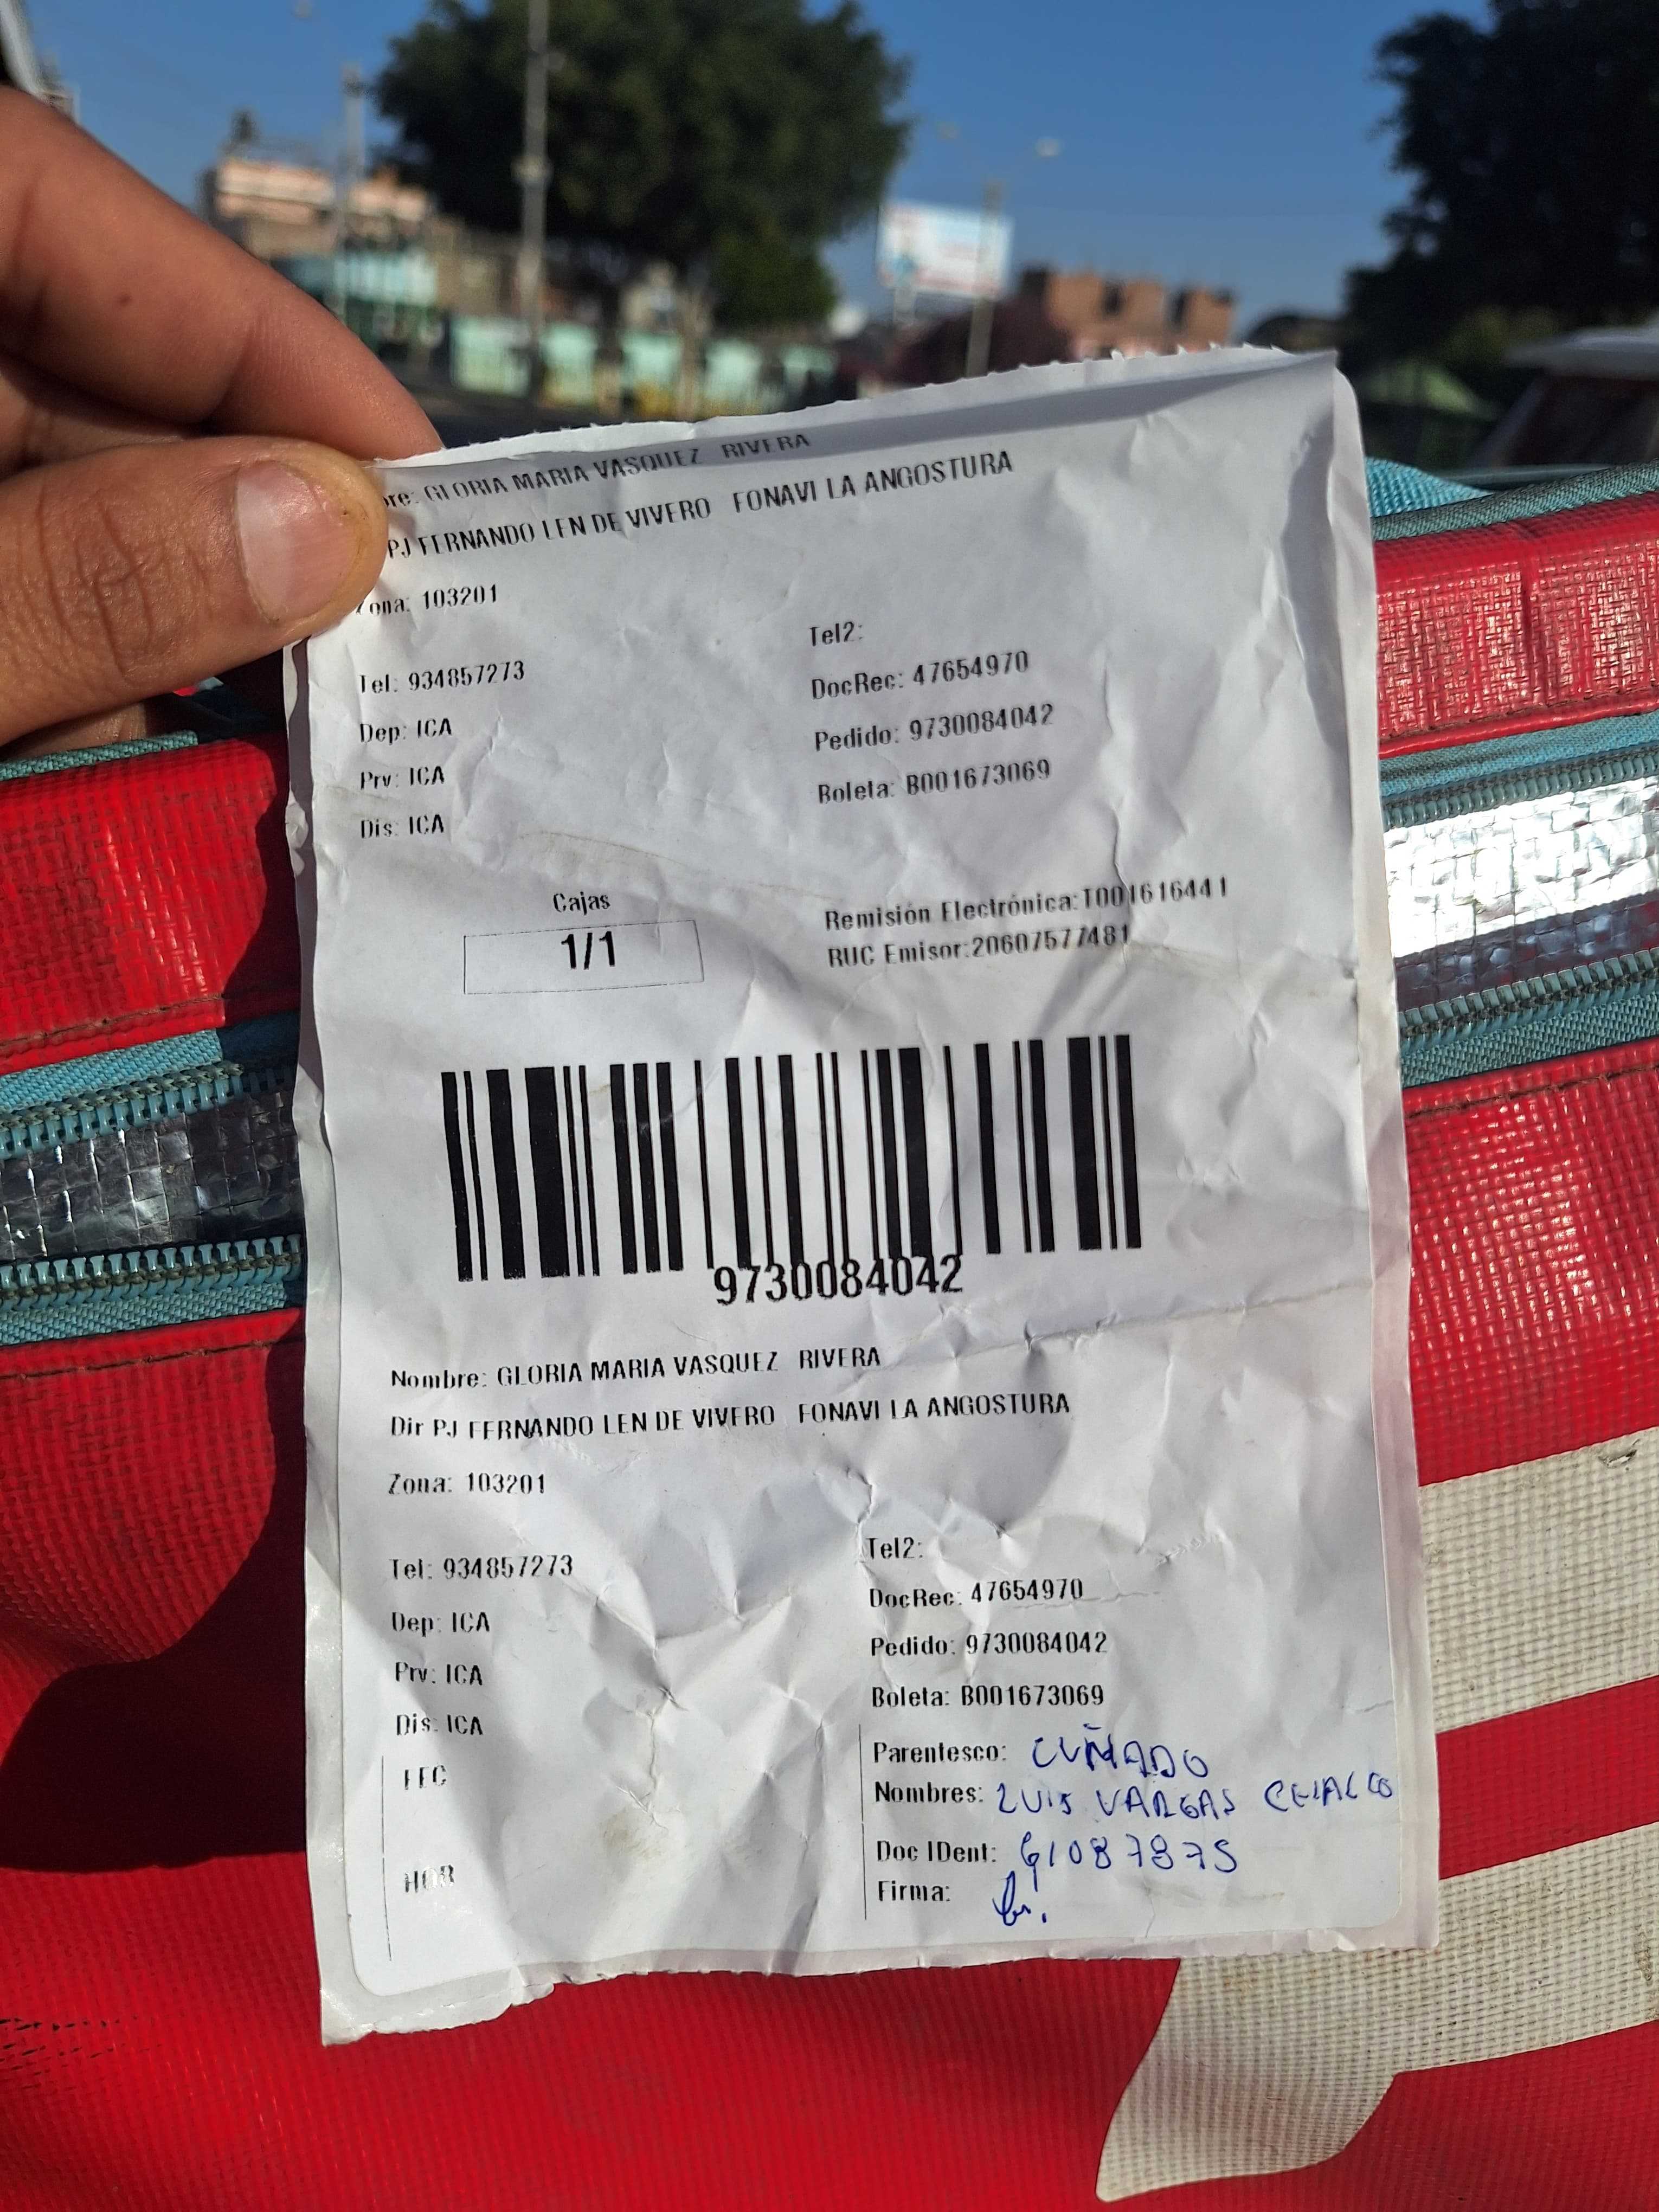 bre: GLORIA MARIA VASQUEZ RIVERA
PJ FERNANDO LEN DE VIVERO FONAVI LA ANGOSTURA
Zona: 103201
Tel2:
Tel: 934857273
DocRec: 47654970
Dep: ICA
Pedido: 9730084042
Prv: ICA
Boleta: B001673069
Dis: ICA
Cajas
1/1
Remisión Electrónica:T001616441
RUC Emisor:20607577481
9730084042
Nombre: GLORIA MARIA VASQUEZ RIVERA
Dir PJ FERNANDO LEN DE VIVERO FONAVI LA ANGOSTURA
Zona: 103201
Tel2:
Tel: 934857273
DocRec: 47654970
Dep: ICA
Pedido: 9730084042
Prv: ICA
Boleta: B001673069
Dis: ICA
Parentesco: CUÑADO
FEC
Nombres: LUIS VARGAS
Doc IDent: 61087875
HOR
Firma: